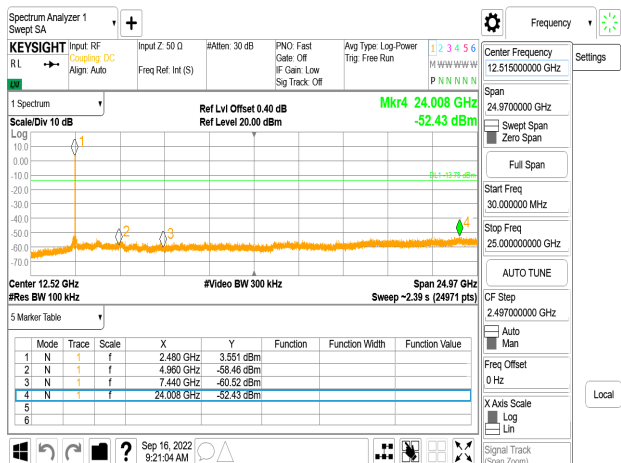 Spectrum Analyzer 1
Swept SA
Frequency
KEYSIGHT
RL
Input: RF
Coupling: DC
Align: Auto
Input Z: 50 Ω
Freq Ref: Int (S)
#Atten: 30 dB
PNO: Fast
Gate: Off
IF Gain: Low
Sig Track: Off
Avg Type: Log-Power
Trig: Free Run
1 2 3 4 5 6
M W W W W W
P N N N N N
1 Spectrum
Scale/Div 10 dB
Ref Lvl Offset 0.40 dB
Ref Level 20.00 dBm
Mkr4 24.008 GHz
-52.43 dBm
Log
10.0
0.00
-10.0
-20.0
-30.0
-40.0
-50.0
-60.0
-70.0
1
2
3
4
Center 12.52 GHz
#Res BW 100 kHz
#Video BW 300 kHz
Span 24.97 GHz
Sweep ~2.39 s (24971 pts)
5 Marker Table
Mode Trace Scale X Y Function Function Width Function Value
1 N 1 f 2.480 GHz 3.551 dBm
2 N 1 f 4.960 GHz -58.46 dBm
3 N 1 f 7.440 GHz -60.52 dBm
4 N 1 f 24.008 GHz -52.43 dBm
5
6
Sep 16, 2022
9:21:04 AM
?
Center Frequency
12.515000000 GHz
Settings
Span
24.9700000 GHz
Swept Span
Zero Span
Full Span
Start Freq
30.000000 MHz
Stop Freq
25.000000000 GHz
AUTO TUNE
CF Step
2.497000000 GHz
Auto
Man
Freq Offset
0 Hz
X Axis Scale
Log
Lin
Local
Signal Track
(Span Zoom)